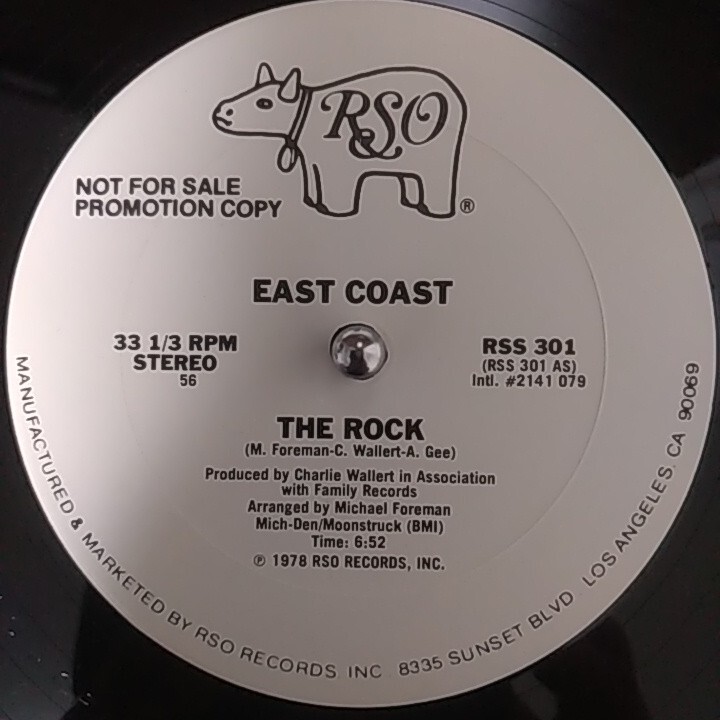 RSO
®
NOT FOR SALE
PROMOTION COPY
EAST COAST
33 1/3 RPM
STEREO
56
RSS 301
(RSS 301 AS)
Intl. #2141 079
THE ROCK
(M. Foreman-C. Wallert-A. Gee)
Produced by Charlie Wallert in Association
with Family Records
Arranged by Michael Foreman
Mich-Den/Moonstruck (BMI)
Time: 6:52
℗ 1978 RSO RECORDS, INC.
MANUFACTURED & MARKETED BY RSO RECORDS INC 8335 SUNSET BLVD LOS ANGELES, CA 90069